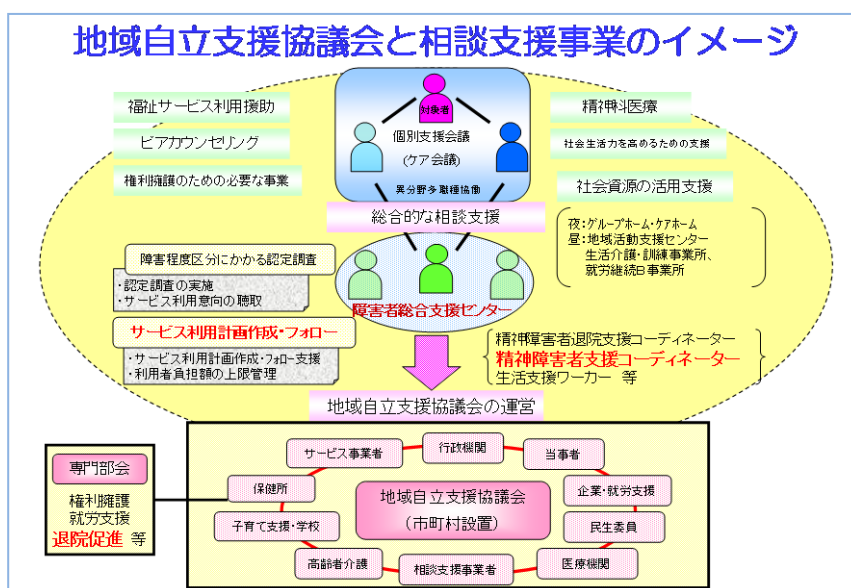 地域自立支援協議会と相談支援事業のイメージ
福祉サービス利用援助
ピアカウンセリング
権利擁護のための必要な事業
対象者
個別支援会議
(ケア会議)
異分野多職種協働
精神科医療
社会生活力を高めるための支援
社会資源の活用支援
総合的な相談支援
夜:グループホーム・ケアホーム
昼:地域活動支援センター
生活介護・訓練事業所、
就労継続B事業所
障害程度区分にかかる認定調査
・認定調査の実施
・サービス利用意向の聴取
障害者総合支援センター
サービス利用計画作成・フォロー
・サービス利用計画作成・フォロー支援
・利用者負担額の上限管理
精神障害者退院支援コーディネーター
精神障害者支援コーディネーター
生活支援ワーカー 等
地域自立支援協議会の運営
専門部会
権利擁護
就労支援
退院促進 等
サービス事業者
行政機関
当事者
保健所
企業・就労支援
地域自立支援協議会
(市町村設置)
子育て支援・学校
民生委員
高齢者介護
相談支援事業者
医療機関